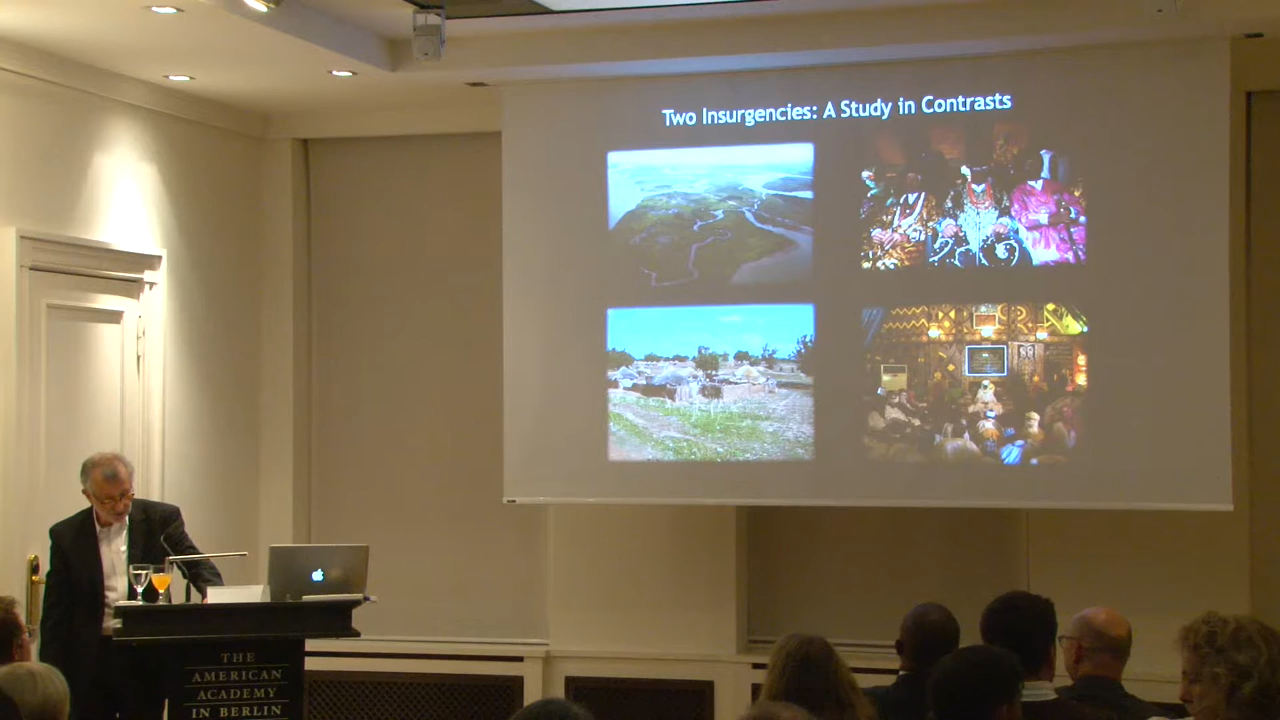 Two Insurgencies: A Study in Contrasts
THE
AMERICAN
ACADEMY
IN BERLIN